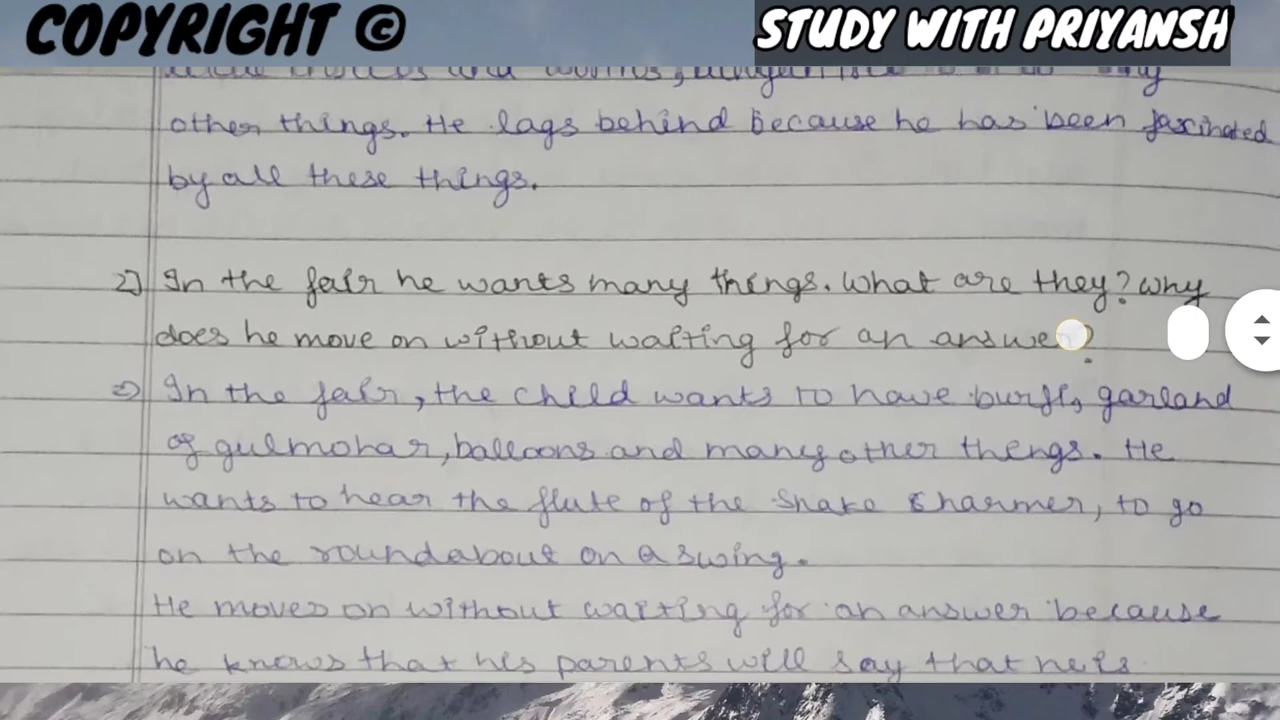 COPYRIGHT ©
STUDY WITH PRIYANSH
other things. He lags behind because he has been fascinated
by all these things.
2) In the fair he wants many things. What are they? Why
does he move on without waiting for an answer?
⇒) In the fair, the child wants to have burfi, garland
of gulmohar, balloons and many other things. He
wants to hear the flute of the snake charmer, to go
on the roundabout on a swing.
He moves on without waiting for an answer because
he knows that his parents will say that he is